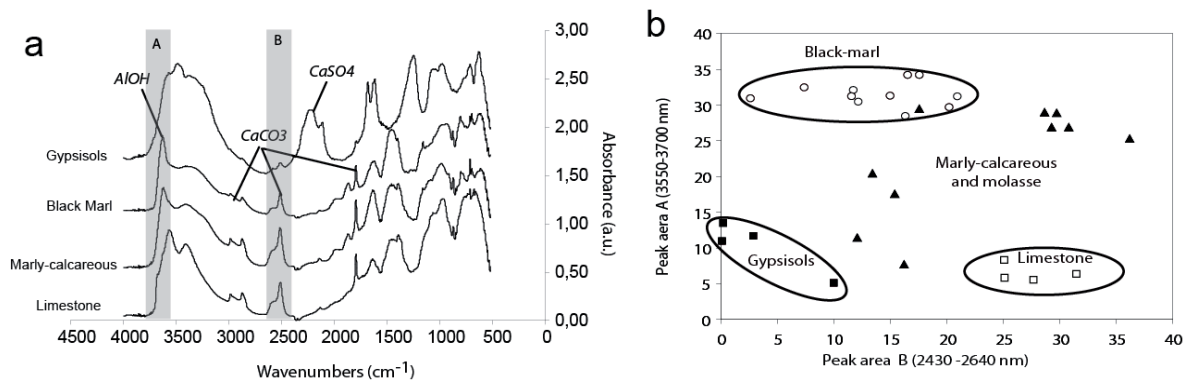 a
A
B
3,00
2,50
2,00
1,50
1,00
0,50
0,00
Absorbance (a.u.)
AlOH
CaSO4
CaCO3
Gypsisols
Black Marl
Marly-calcareous
Limestone
4500 4000 3500 3000 2500 2000 1500 1000 500 0
Wavenumbers (cm⁻¹)
b
40
35
30
25
20
15
10
5
0
Peak aera A (3550-3700 nm)
Black-marl
Marly-calcareous
and molasse
Gypsisols
Limestone
0 5 10 15 20 25 30 35 40
Peak area B (2430 -2640 nm)